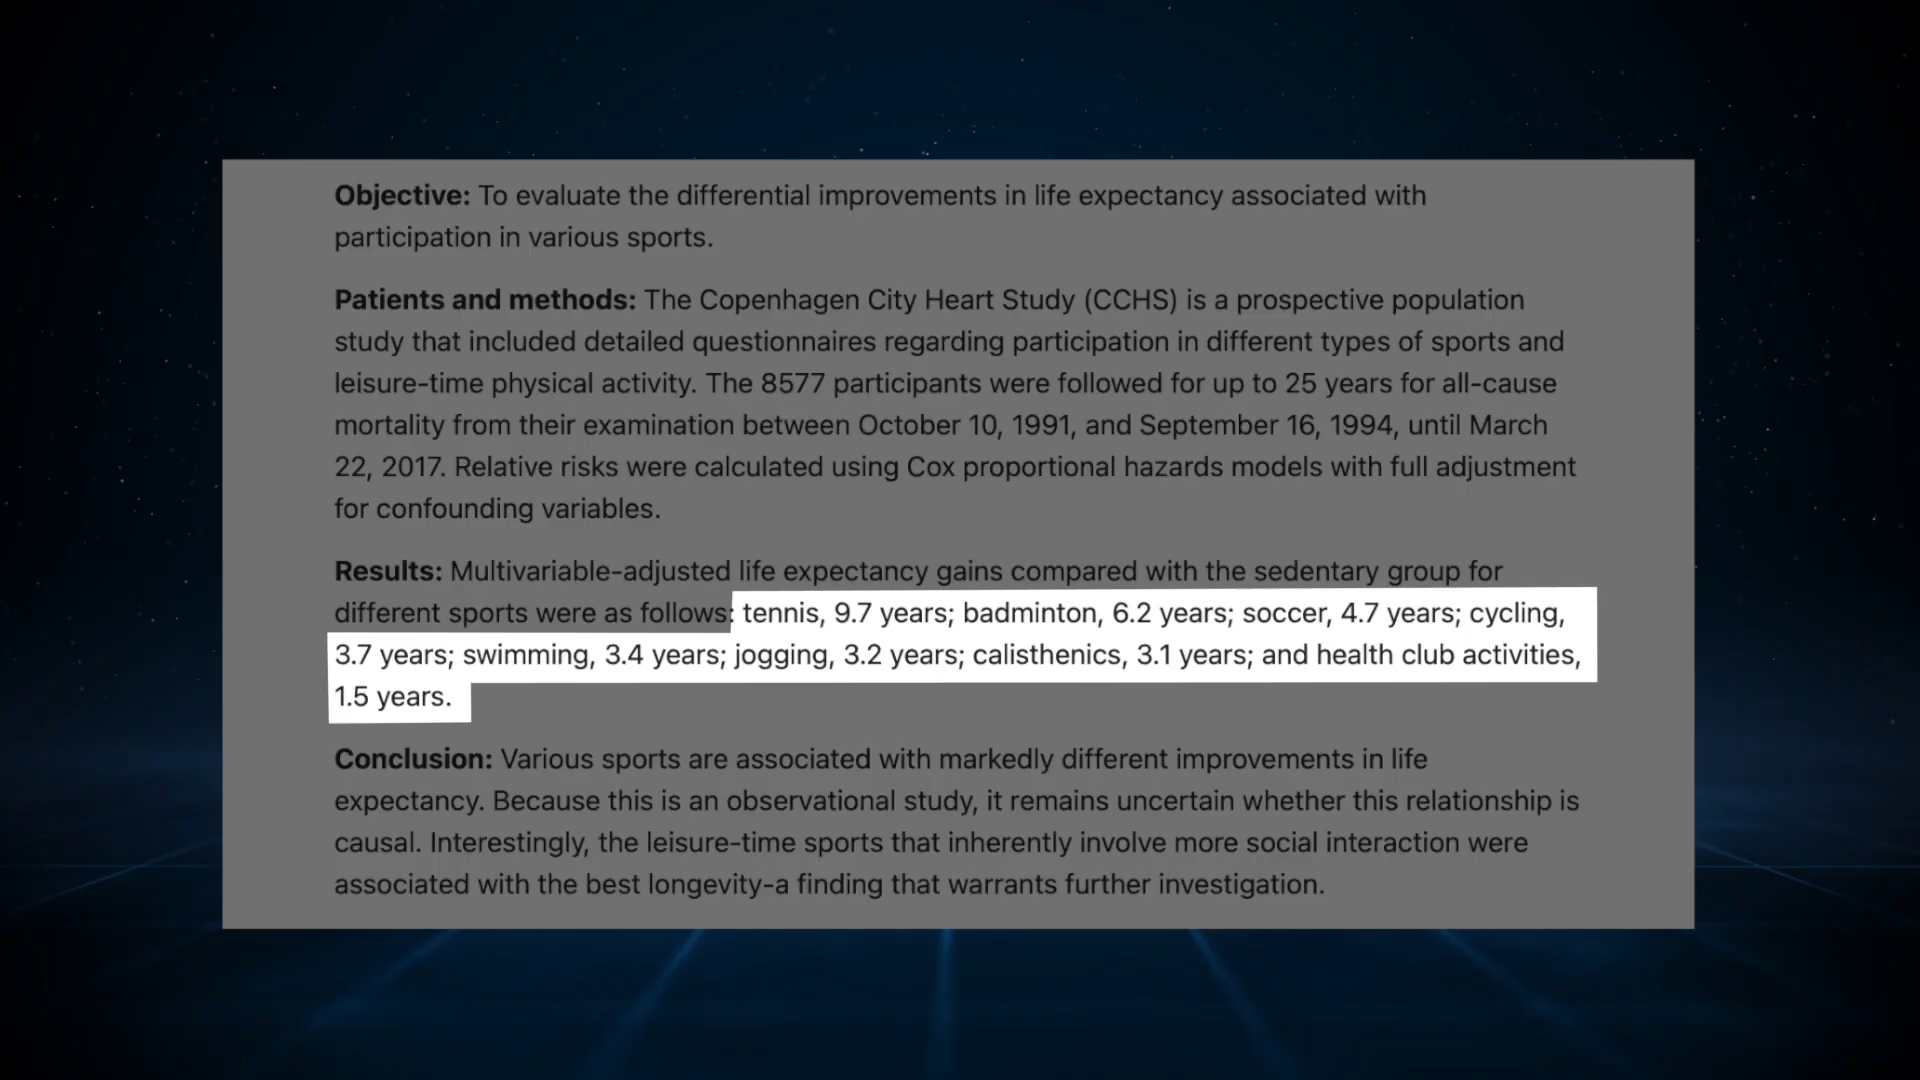 Objective: To evaluate the differential improvements in life expectancy associated with
participation in various sports.
Patients and methods: The Copenhagen City Heart Study (CCHS) is a prospective population
study that included detailed questionnaires regarding participation in different types of sports and
leisure-time physical activity. The 8577 participants were followed for up to 25 years for all-cause
mortality from their examination between October 10, 1991, and September 16, 1994, until March
22, 2017. Relative risks were calculated using Cox proportional hazards models with full adjustment
for confounding variables.
Results: Multivariable-adjusted life expectancy gains compared with the sedentary group for
different sports were as follows: tennis, 9.7 years; badminton, 6.2 years; soccer, 4.7 years; cycling,
3.7 years; swimming, 3.4 years; jogging, 3.2 years; calisthenics, 3.1 years; and health club activities,
1.5 years.
Conclusion: Various sports are associated with markedly different improvements in life
expectancy. Because this is an observational study, it remains uncertain whether this relationship is
causal. Interestingly, the leisure-time sports that inherently involve more social interaction were
associated with the best longevity-a finding that warrants further investigation.